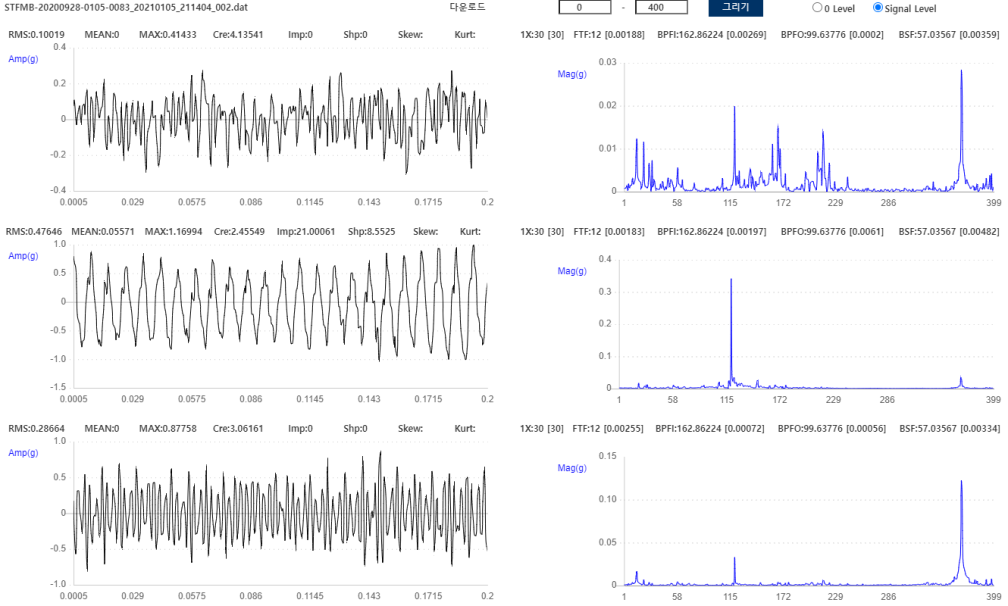 STFMB-20200928-0105-0083_20210105_211404_002.dat 다운로드 0 - 400 그리기 0 Level Signal Level
RMS:0.10019 MEAN:0 MAX:0.41433 Cre:4.13541 Imp:0 Shp:0 Skew: Kurt:
Amp(g)
0.4
0.2
0
-0.2
-0.4
0.0005 0.029 0.0575 0.086 0.1145 0.143 0.1715 0.2
1X:30 [30] FTF:12 [0.00188] BPFI:162.86224 [0.00269] BPFO:99.63776 [0.0002] BSF:57.03567 [0.00359]
Mag(g)
0.03
0.02
0.01
0
1 58 115 172 229 286 399
RMS:0.47646 MEAN:0.05571 MAX:1.16994 Cre:2.45549 Imp:21.00061 Shp:8.5525 Skew: Kurt:
Amp(g)
1.0
0.5
0
-0.5
-1.0
-1.5
0.0005 0.029 0.0575 0.086 0.1145 0.143 0.1715 0.2
1X:30 [30] FTF:12 [0.00183] BPFI:162.86224 [0.00197] BPFO:99.63776 [0.0061] BSF:57.03567 [0.00482]
Mag(g)
0.4
0.3
0.2
0.1
0
1 58 115 172 229 286 399
RMS:0.28664 MEAN:0 MAX:0.87758 Cre:3.06161 Imp:0 Shp:0 Skew: Kurt:
Amp(g)
1.0
0.5
0
-0.5
-1.0
0.0005 0.029 0.0575 0.086 0.1145 0.143 0.1715 0.2
1X:30 [30] FTF:12 [0.00255] BPFI:162.86224 [0.00072] BPFO:99.63776 [0.00056] BSF:57.03567 [0.00334]
Mag(g)
0.15
0.10
0.05
0
1 58 115 172 229 286 399